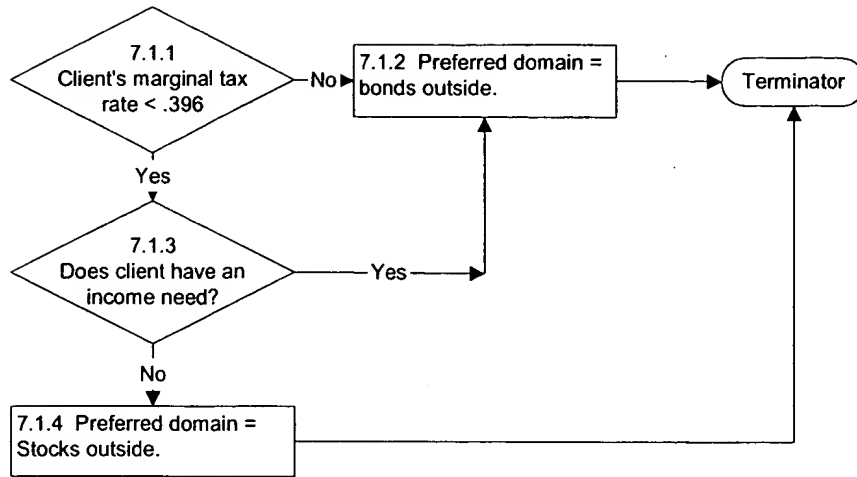 7.1.1
Client's marginal tax
rate < .396
No
7.1.2 Preferred domain =
bonds outside.
Terminator
Yes
7.1.3
Does client have an
income need?
Yes
No
7.1.4 Preferred domain =
Stocks outside.